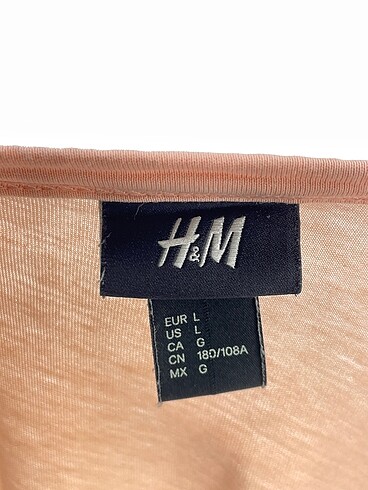 H&M
EUR L
US L
CA G
CN 180/108A
MX G